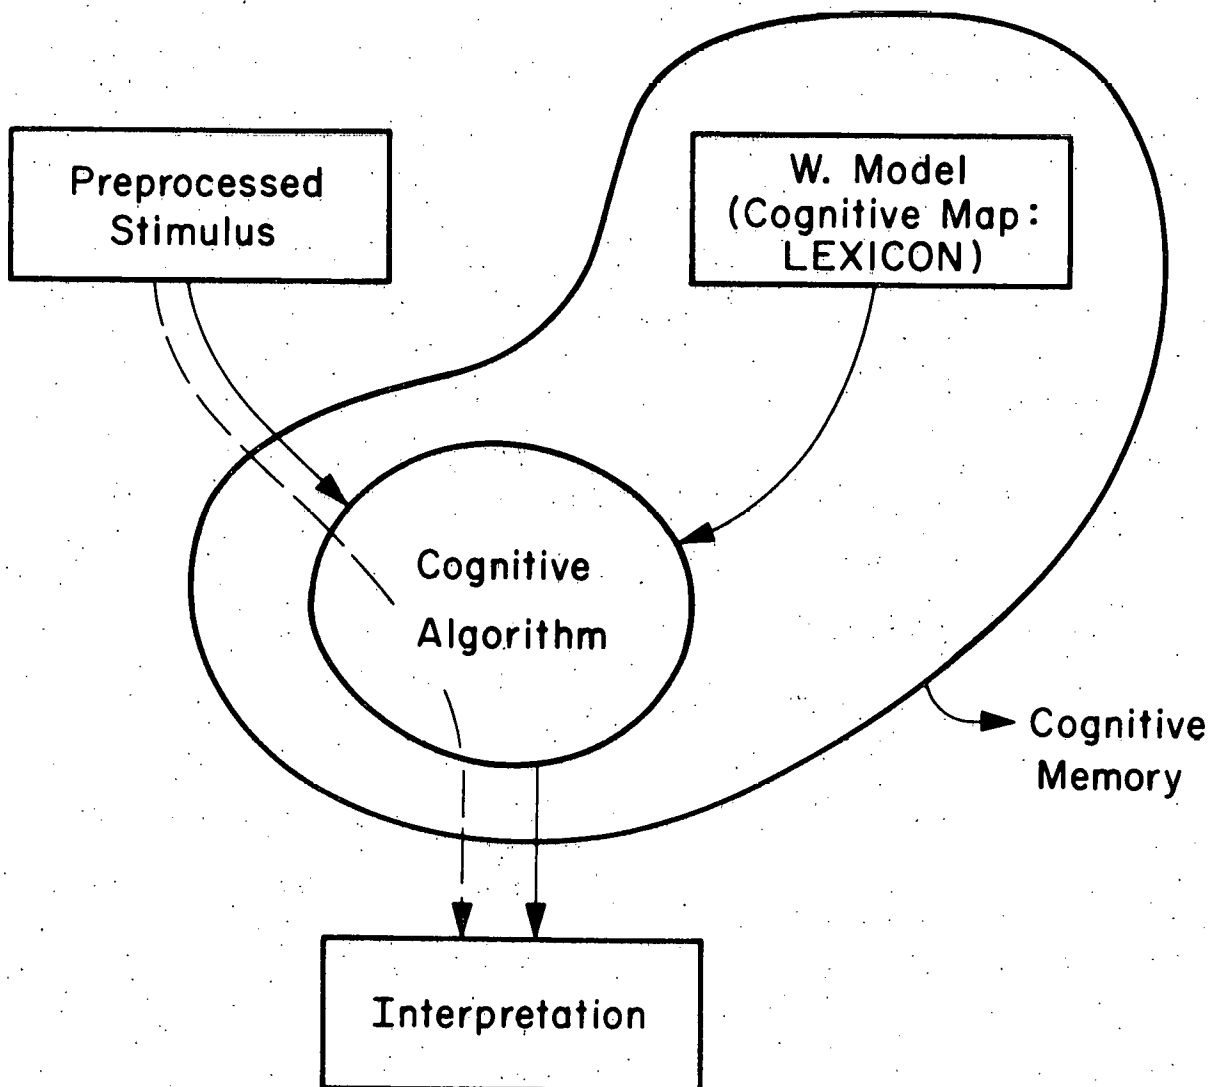 Preprocessed
Stimulus
W. Model
(Cognitive Map:
LEXICON)
Cognitive
Algorithm
Cognitive
Memory
Interpretation